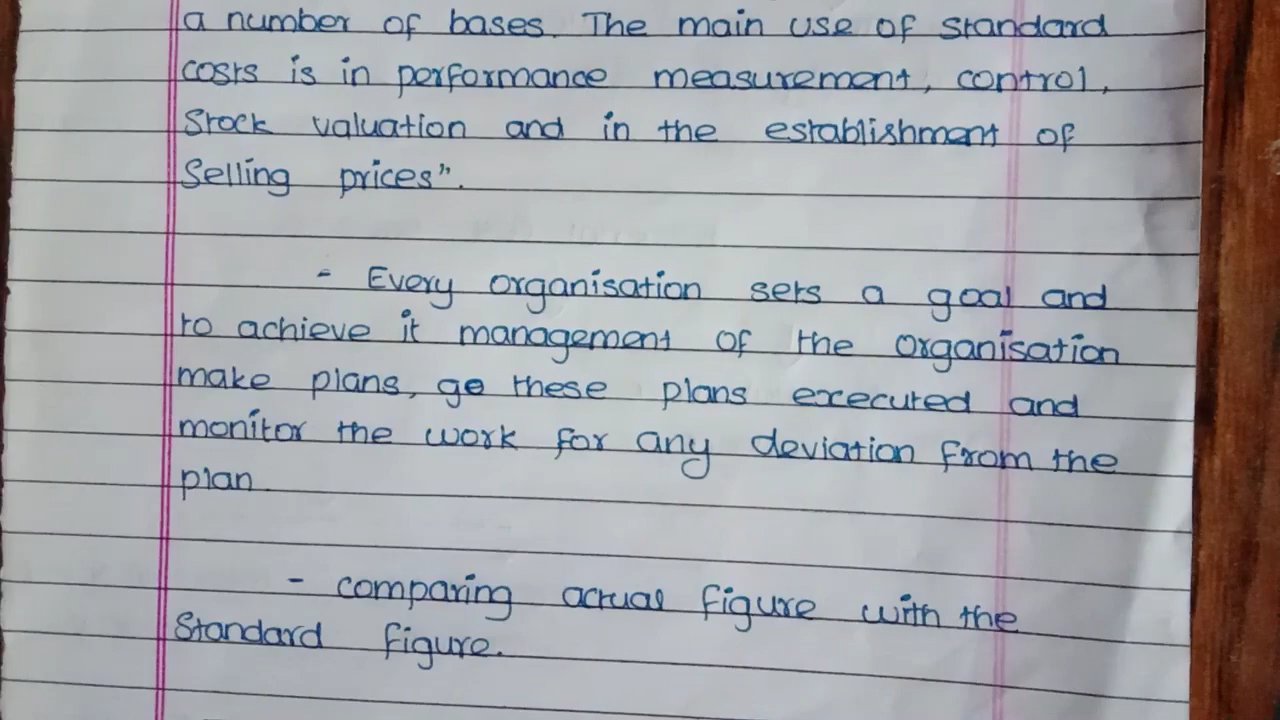 a number of bases. The main use of standard
costs is in performance measurement, control,
Stock valuation and in the establishment of
Selling prices”.
- Every organisation sets a goal and
to achieve it management of the organisation
make plans, ge these plans executed and
monitor the work for any deviation from the
plan
- comparing actual figure with the
Standard figure.